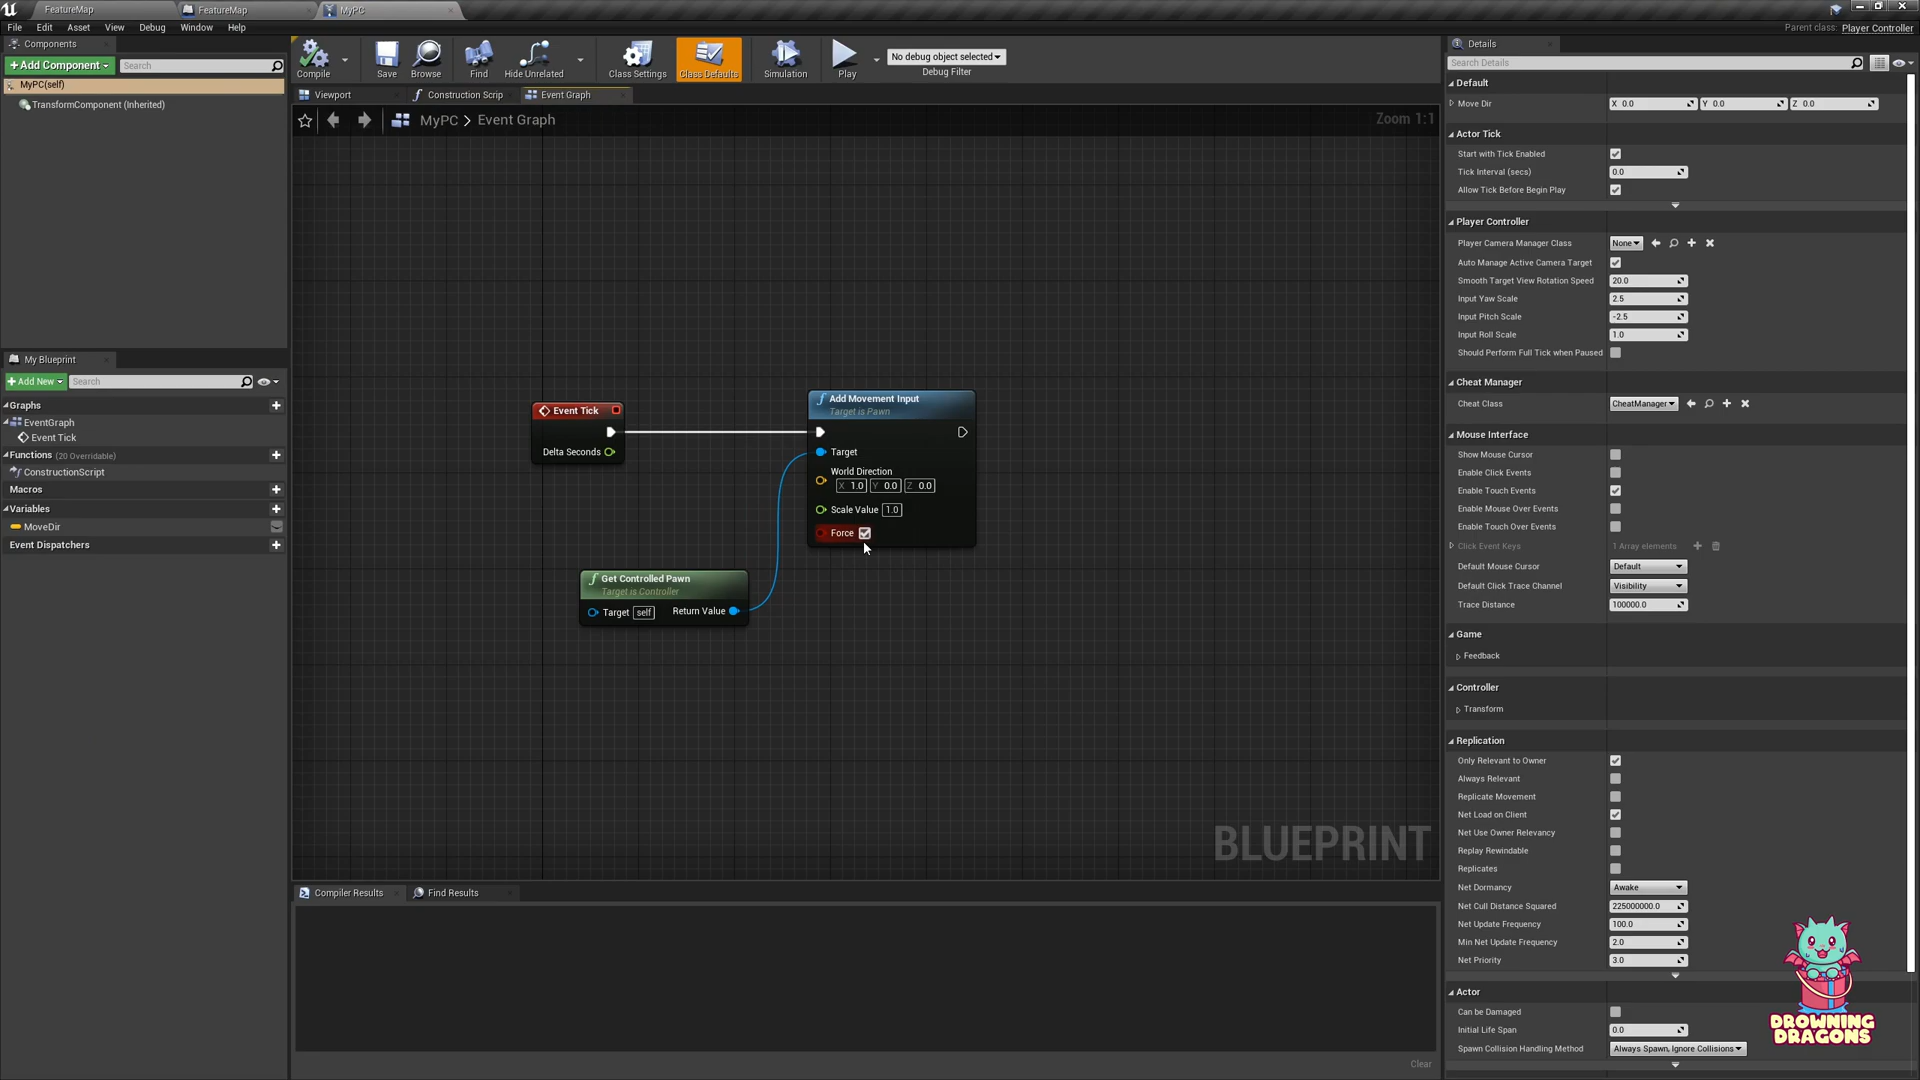 FeatureMap
FeatureMap
MyPC
File Edit Asset View Window Help
Parent class: Player Controller
Components
+Add Component
Search
MyPC(self)
TransformComponent (Inherited)
Compile
Save
Browse
Find
Hide Unrelated
Class Settings
Class Defaults
Simulation
Play
No debug object selected
Debug Filter
Viewport
Construction Scrip
Event Graph
MyPC > Event Graph
Zoom 1:1
My Blueprint
+Add New
Search
Graphs
EventGraph
Event Tick
Functions (20 Overridable)
ConstructionScript
Macros
Variables
MoveDir
Event Dispatchers
Event Tick
Delta Seconds
Add Movement Input
Target is Pawn
Target
World Direction
X 1.0 Y 0.0 Z 0.0
Scale Value 1.0
Force
Get Controlled Pawn
Target is Controller
Target self Return Value
BLUEPRINT
Compiler Results
Find Results
Clear
Details
Search Details
Default
Move Dir X 0.0 Y 0.0 Z 0.0
Actor Tick
Start with Tick Enabled
Tick Interval (secs) 0.0
Allow Tick Before Begin Play
Player Controller
Player Camera Manager Class None
Auto Manage Active Camera Target
Smooth Target View Rotation Speed 20.0
Input Yaw Scale 2.5
Input Pitch Scale -2.5
Input Roll Scale 1.0
Should Perform Full Tick when Paused
Cheat Manager
Cheat Class CheatManager
Mouse Interface
Show Mouse Cursor
Enable Click Events
Enable Touch Events
Enable Mouse Over Events
Enable Touch Over Events
Click Event Keys 1 Array elements
Default Mouse Cursor Default
Default Click Trace Channel Visibility
Trace Distance 100000.0
Game
Feedback
Controller
Transform
Replication
Only Relevant to Owner
Always Relevant
Replicate Movement
Net Load on Client
Net Use Owner Relevancy
Replay Rewindable
Replicates
Net Dormancy Awake
Net Cull Distance Squared 225000000.0
Net Update Frequency 100.0
Min Net Update Frequency 2.0
Net Priority 3.0
Actor
Can be Damaged
Initial Life Span 0.0
Spawn Collision Handling Method Always Spawn, Ignore Collisions
DROWNING
DRAGONS